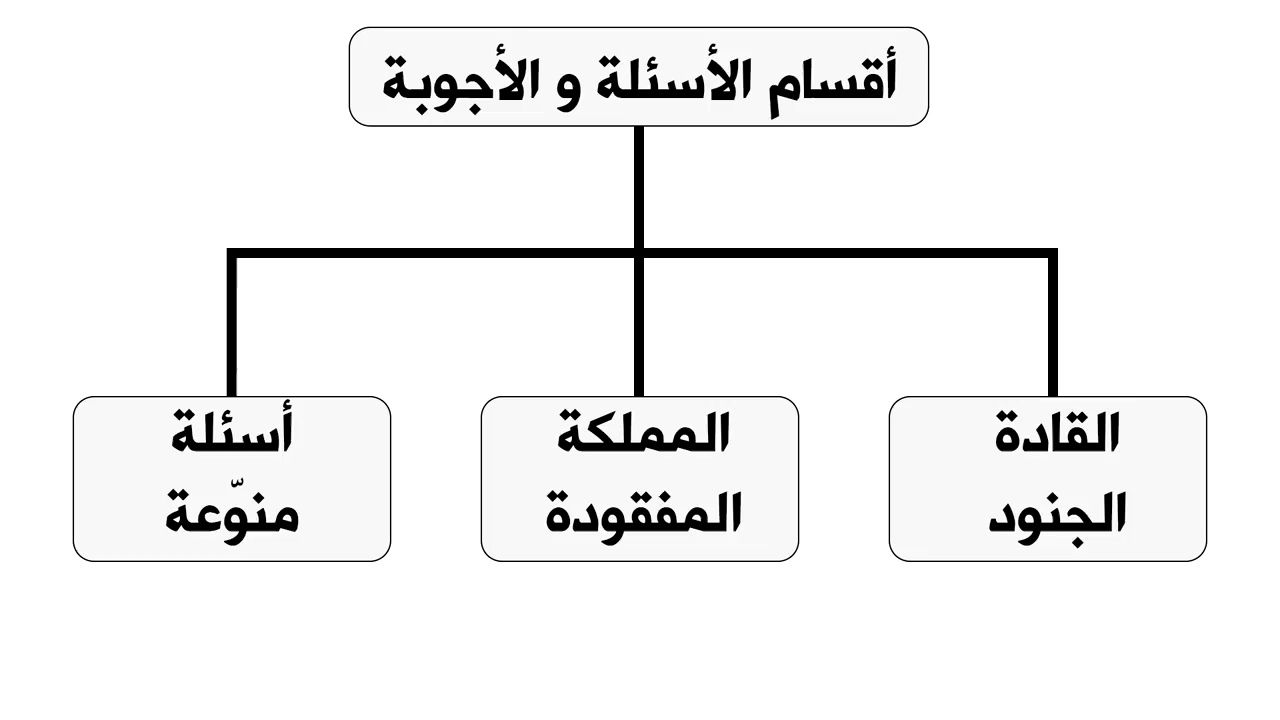 أقسام الأسئلة و الأجوبة
القادة
الجنود
المملكة
المفقودة
أسئلة
منوّعة